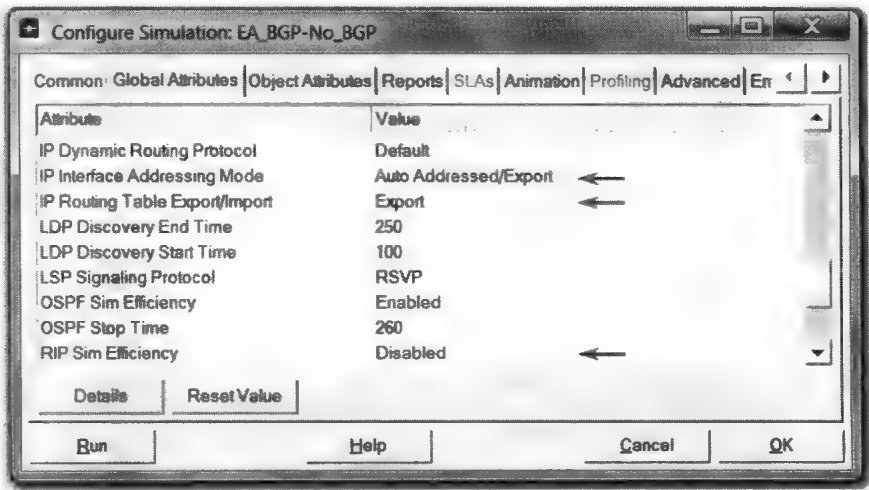 Configure Simulation: EA_BGP-No_BGP
Common Global Attributes Object Attributes Reports SLAs Animation Profiling Advanced En
Attribute Value
IP Dynamic Routing Protocol Default
IP Interface Addressing Mode Auto Addressed/Export
IP Routing Table Export/Import Export
LDP Discovery End Time 250
LDP Discovery Start Time 100
LSP Signaling Protocol RSVP
OSPF Sim Efficiency Enabled
OSPF Stop Time 260
RIP Sim Efficiency Disabled
Details Reset Value
Run Help Cancel OK